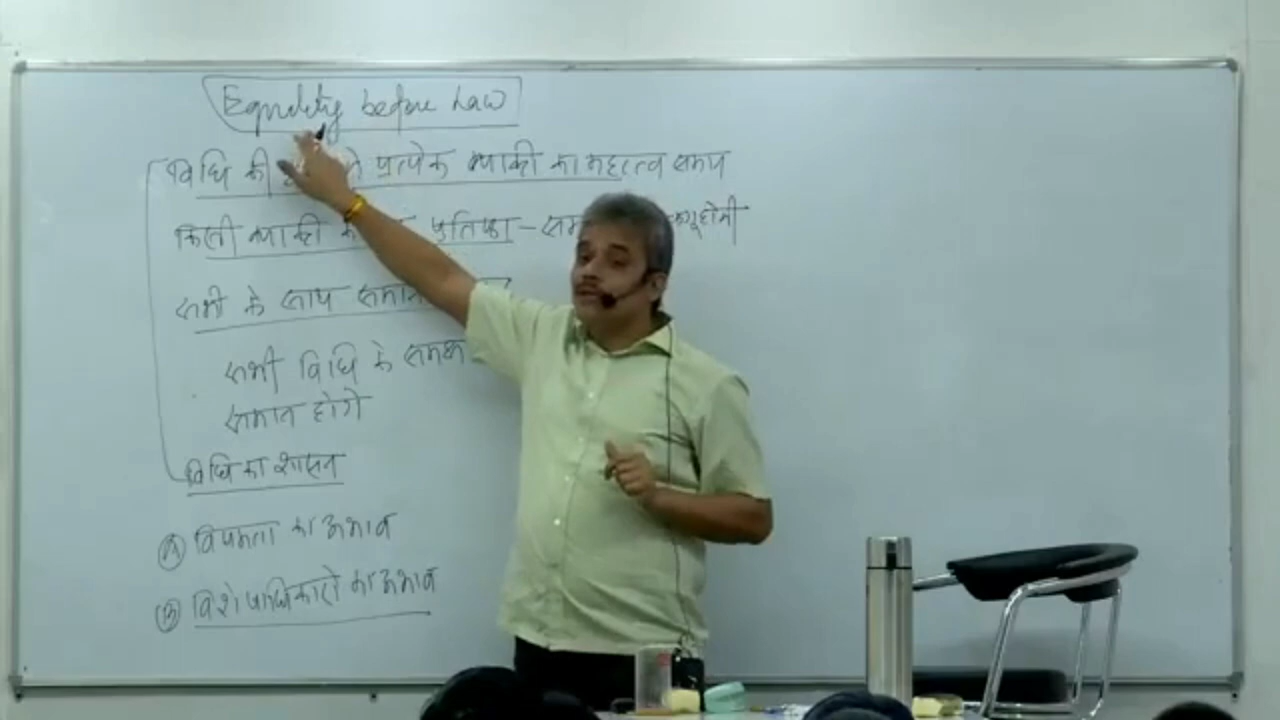 Equality before Law
विधि की प्रत्येक व्यक्ति का महत्त्व समान
किसी व्यक्ति प्रतिष्ठा -
सभी के साथ समान
सभी विधि के समक्ष
समान होंगे
विधि का शासन
(A) विषमता का अभाव
(B) विशेषाधिकारों का अभाव